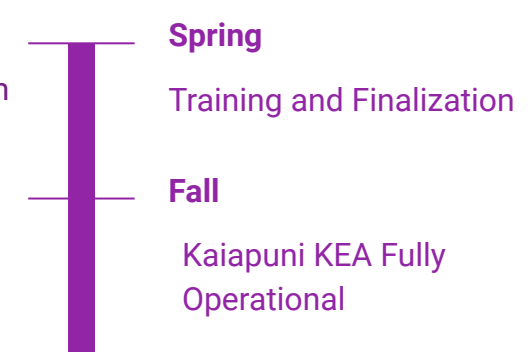 Spring
Training and Finalization
Fall
Kaiapuni KEA Fully
Operational